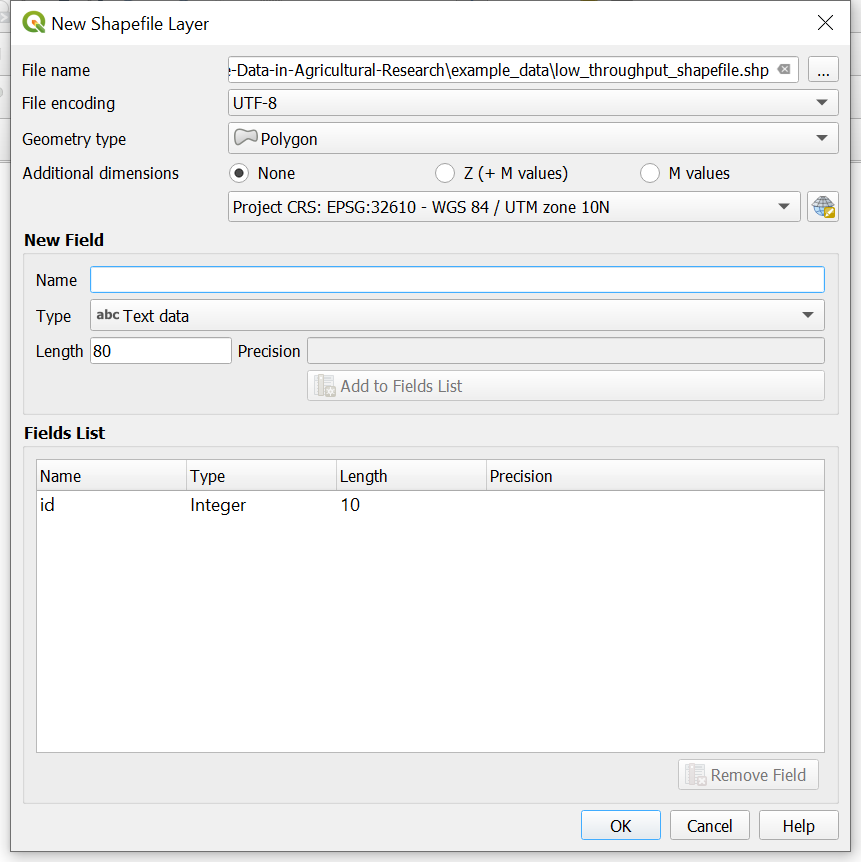 New Shapefile Layer
File name
e-Data-in-Agricultural-Research\example_data\low_throughput_shapefile.shp
...
File encoding
UTF-8
Geometry type
Polygon
Additional dimensions
None
Z (+ M values)
M values
Project CRS: EPSG:32610 - WGS 84 / UTM zone 10N
New Field
Name
Type
abc Text data
Length
80
Precision
Add to Fields List
Fields List
Name Type Length Precision
id Integer 10
Remove Field
OK Cancel Help